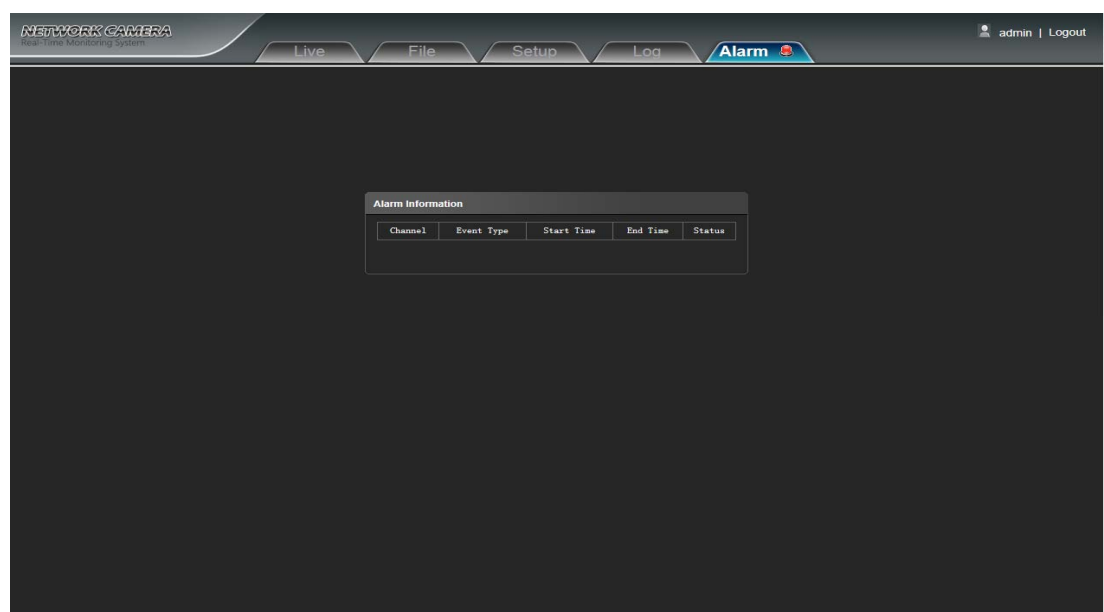 NETWORK CAMERA
Real-Time Monitoring System
Live File Setup Log Alarm
admin | Logout
Alarm Information
Channel Event Type Start Time End Time Status